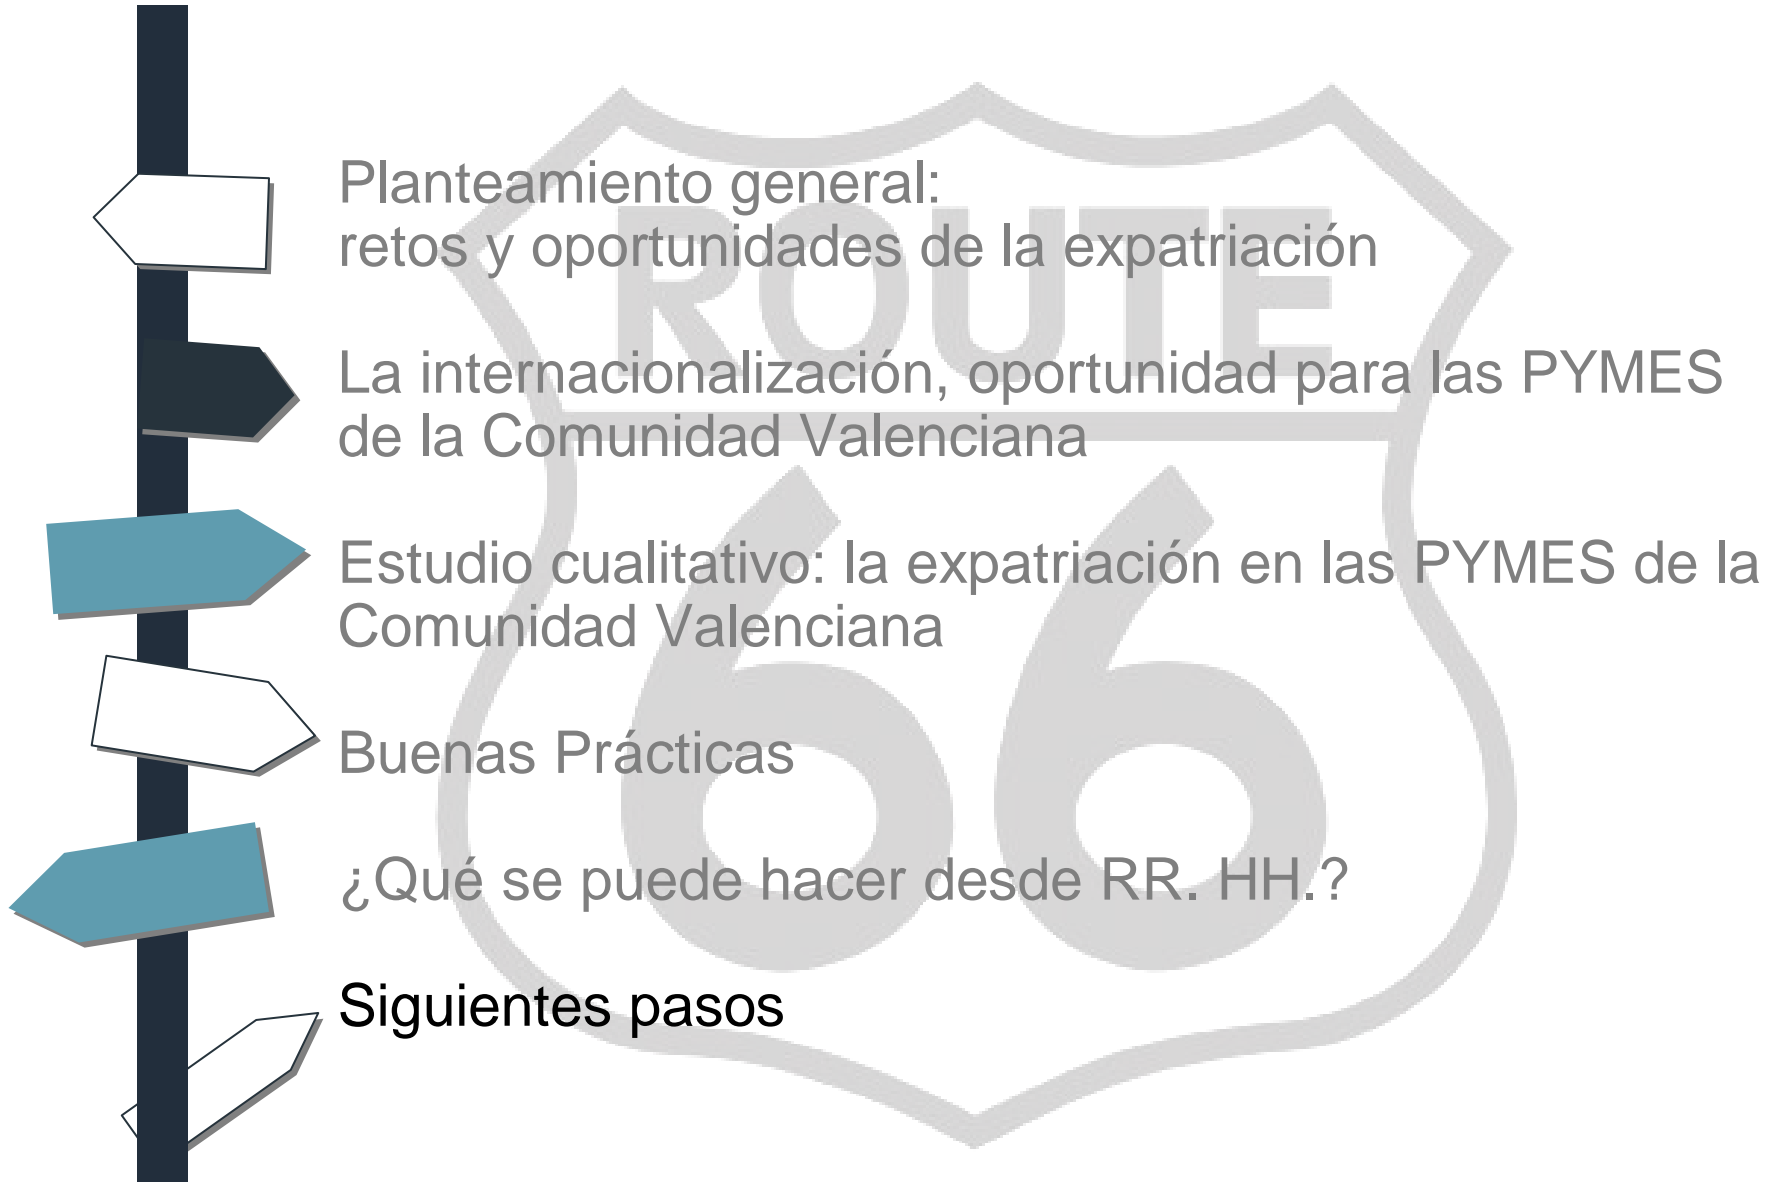 ROUTE
66
Planteamiento general:
retos y oportunidades de la expatriación
La internacionalización, oportunidad para las PYMES
de la Comunidad Valenciana
Estudio cualitativo: la expatriación en las PYMES de la
Comunidad Valenciana
Buenas Prácticas
¿Qué se puede hacer desde RR. HH.?
Siguientes pasos